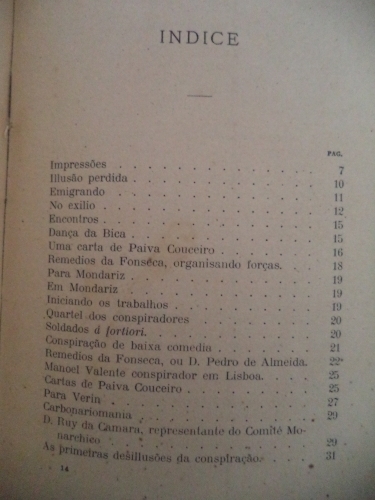 INDICE
PAG.
Impressões . . . . . . . . . . . 7
Illusão perdida . . . . . . . . . . 10
Emigrando . . . . . . . . . . . 11
No exilio . . . . . . . . . . . 12
Encontros . . . . . . . . . . . 15
Dança da Bica . . . . . . . . . . 15
Uma carta de Paiva Couceiro . . . . . . 16
Remedios da Fonseca, organisando forças. . . . 18
Para Mondariz . . . . . . . . . . 19
Em Mondariz . . . . . . . . . . 19
Iniciando os trabalhos . . . . . . . . 19
Quartel dos conspiradores . . . . . . . 20
Soldados á fortiori. . . . . . . . . . 20
Conspiração de baixa comedia . . . . . . 21
Remedios da Fonseca, ou D. Pedro de Almeida. . 22
Manoel Valente conspirador em Lisboa. . . . . 25
Cartas de Paiva Couceiro . . . . . . . 25
Para Verin . . . . . . . . . . . 27
Carbonariomania . . . . . . . . . 29
D. Ruy da Camara, representante do Comité Mo-
narchico . . . . . . . . . . . 29
As primeiras desillusões da conspiração. . . . . 31
14